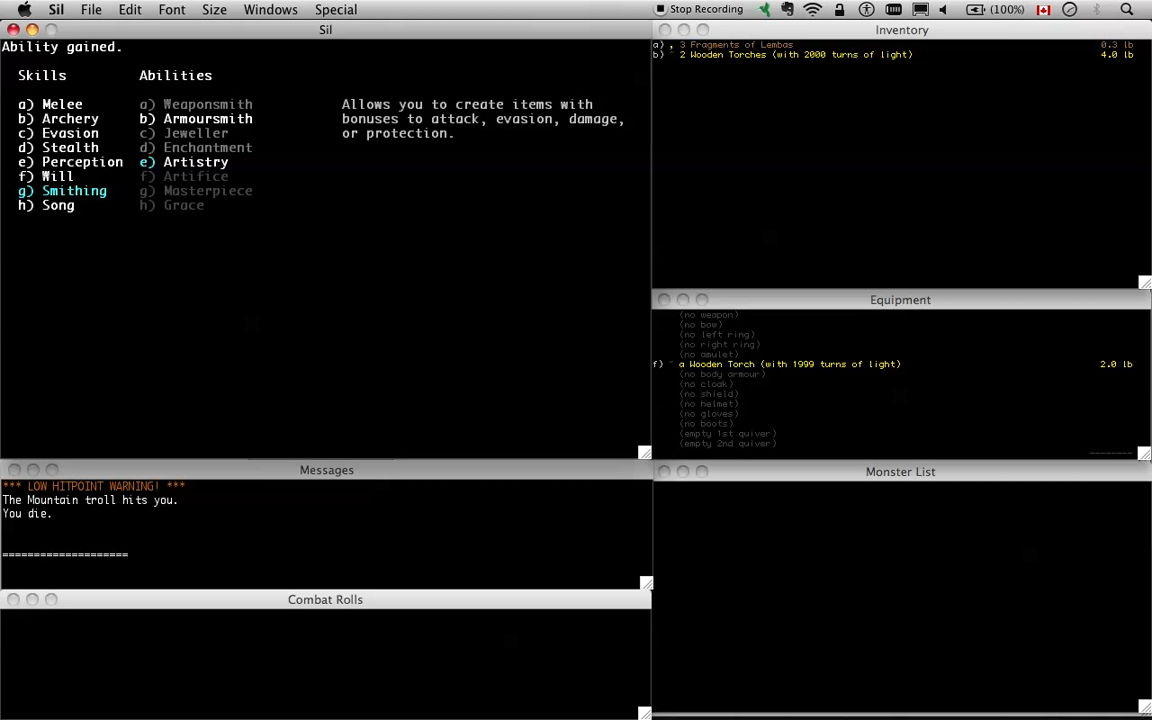 Sil File Edit Font Size Windows Special Stop Recording (100%)
Sil
Ability gained.
Skills Abilities
a) Melee a) Weaponsmith Allows you to create items with
b) Archery b) Armoursmith bonuses to attack, evasion, damage,
c) Evasion c) Jeweller or protection.
d) Stealth d) Enchantment
e) Perception e) Artistry
f) Will f) Artifice
g) Smithing g) Masterpiece
h) Song h) Grace
Inventory
a) , 3 Fragments of Lembas 0.3 lb
b) ~ 2 Wooden Torches (with 2000 turns of light) 4.0 lb
Equipment
(no weapon)
(no bow)
(no left ring)
(no right ring)
(no amulet)
f) ~ a Wooden Torch (with 1999 turns of light) 2.0 lb
(no body armour)
(no cloak)
(no shield)
(no helmet)
(no gloves)
(no boots)
(empty 1st quiver)
(empty 2nd quiver)
--------
Messages
*** LOW HITPOINT WARNING! ***
The Mountain troll hits you.
You die.
====================
Monster List
Combat Rolls